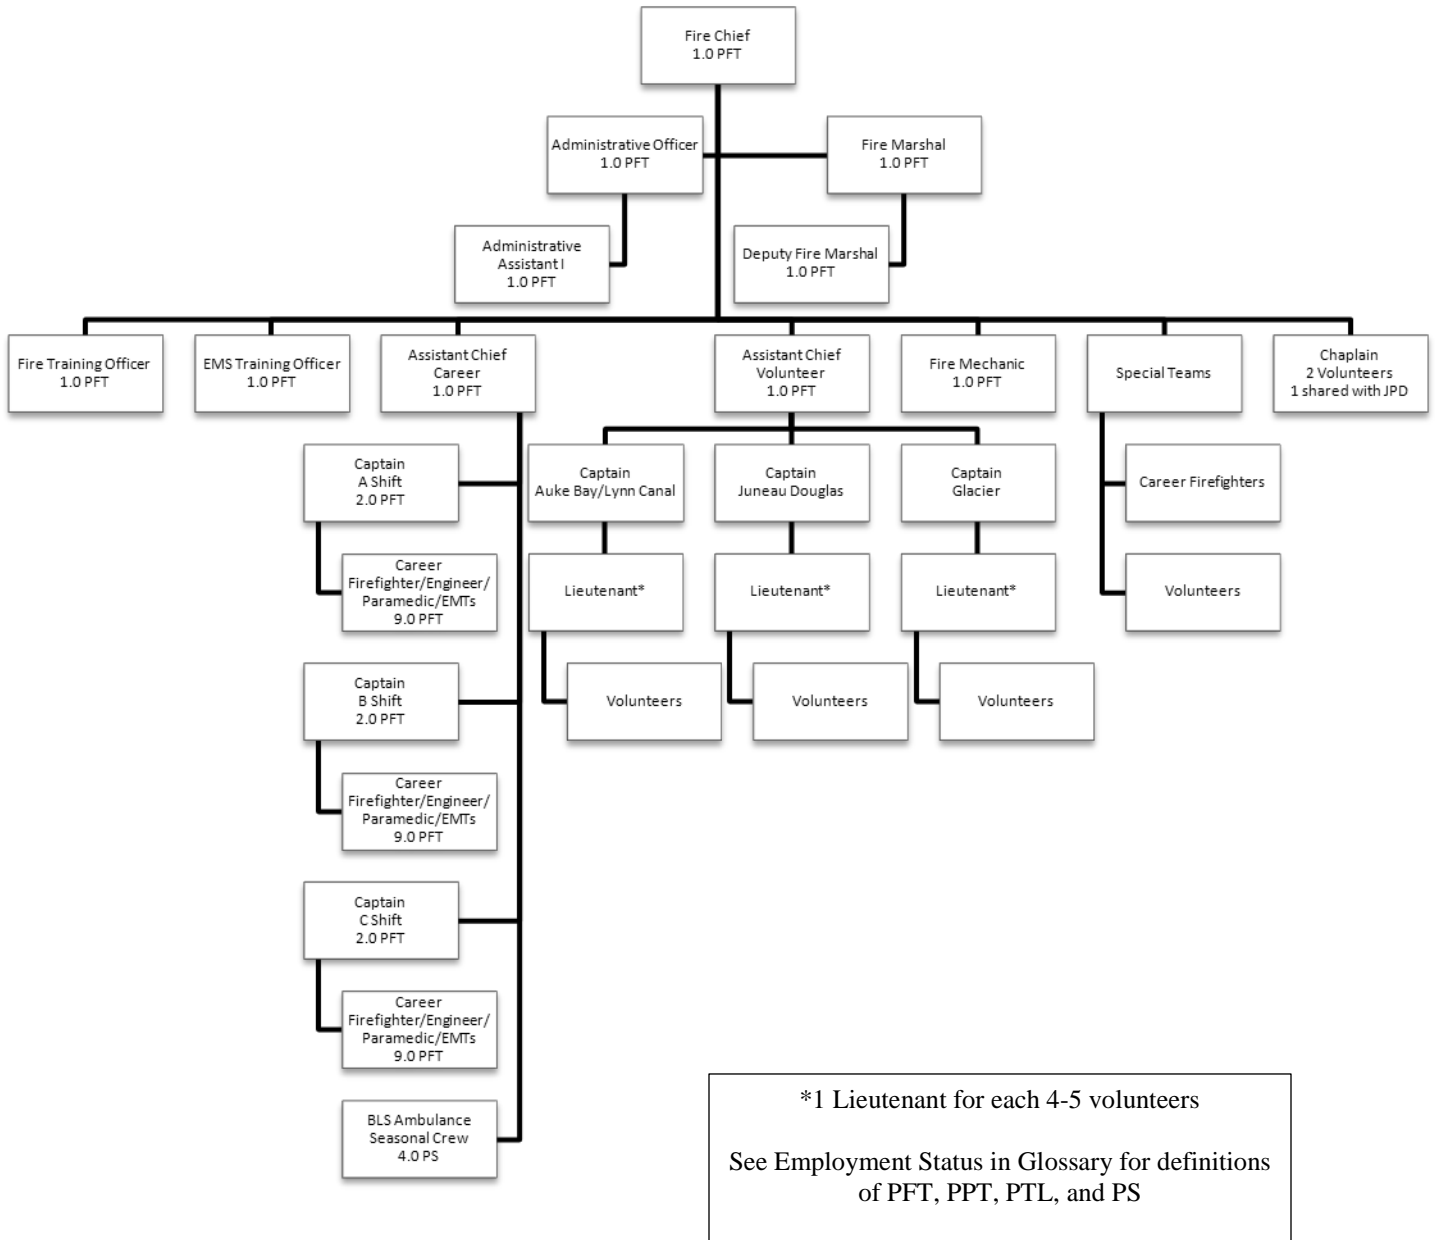 Fire Chief
1.0 PFT
Administrative Officer
1.0 PFT
Fire Marshal
1.0 PFT
Administrative
Assistant I
1.0 PFT
Deputy Fire Marshal
1.0 PFT
Fire Training Officer
1.0 PFT
EMS Training Officer
1.0 PFT
Assistant Chief
Career
1.0 PFT
Assistant Chief
Volunteer
1.0 PFT
Fire Mechanic
1.0 PFT
Special Teams
Chaplain
2 Volunteers
1 shared with JPD
Captain
A Shift
2.0 PFT
Career
Firefighter/Engineer/
Paramedic/EMTs
9.0 PFT
Captain
B Shift
2.0 PFT
Career
Firefighter/Engineer/
Paramedic/EMTs
9.0 PFT
Captain
C Shift
2.0 PFT
Career
Firefighter/Engineer/
Paramedic/EMTs
9.0 PFT
BLS Ambulance
Seasonal Crew
4.0 PS
Captain
Auke Bay/Lynn Canal
Lieutenant*
Volunteers
Captain
Juneau Douglas
Lieutenant*
Volunteers
Captain
Glacier
Lieutenant*
Volunteers
Career Firefighters
Volunteers
*1 Lieutenant for each 4-5 volunteers
See Employment Status in Glossary for definitions
of PFT, PPT, PTL, and PS